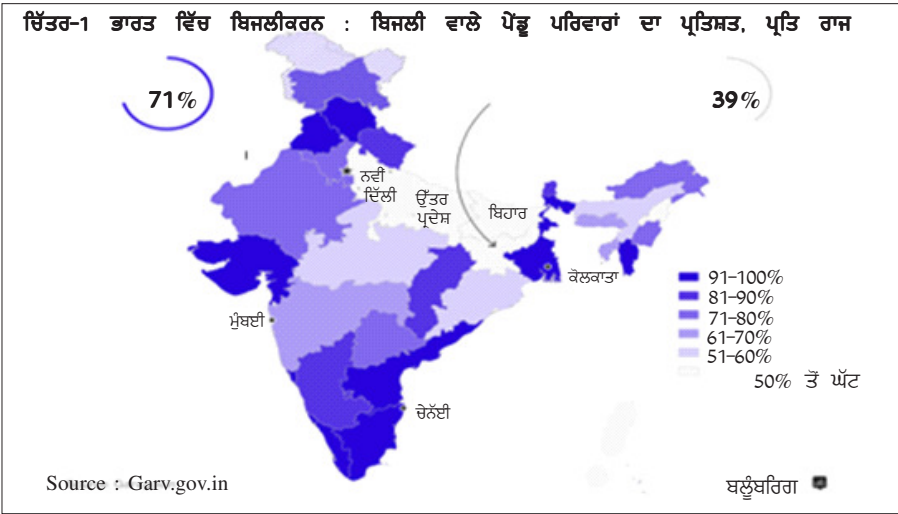 ਚਿੱਤਰ-1 ਭਾਰਤ ਵਿੱਚ ਬਿਜਲੀਕਰਨ : ਬਿਜਲੀ ਵਾਲੇ ਪੇਂਡੂ ਪਰਿਵਾਰਾਂ ਦਾ ਪ੍ਰਤਿਸ਼ਤ, ਪ੍ਰਤਿ ਰਾਜ
71%
39%
ਨਵੀਂ
ਦਿੱਲੀ
ਉੱਤਰ
ਪ੍ਰਦੇਸ਼
ਬਿਹਾਰ
ਕੋਲਕਾਤਾ
ਮੁੰਬਈ
ਚੇਨੱਈ
91-100%
81-90%
71-80%
61-70%
51-60%
50% ਤੋਂ ਘੱਟ
Source : Garv.gov.in
ਬਲੂੰਬਰਿਗ